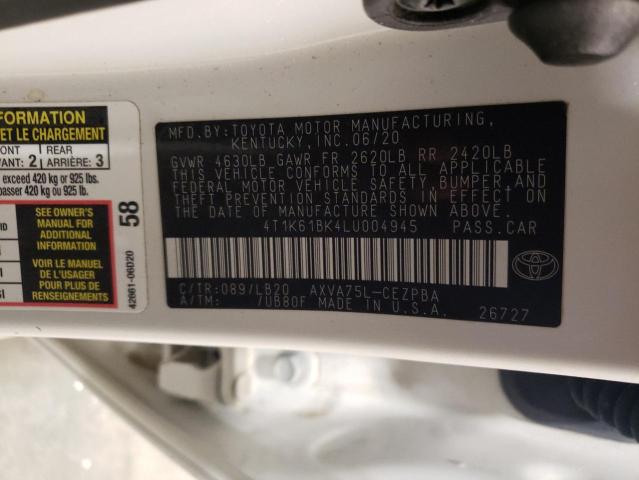 FORMATION
ET LE CHARGEMENT
RONT REAR
VANT: 2 ARRIÈRE: 3
exceed 420 kg or 925 lbs.
passer 420 kg ou 925 lb.
SEE OWNER'S
MANUAL FOR
ADDITIONAL
INFORMATION
VOIR LE MANUEL
DE L'USAGER
POUR PLUS DE
RENSEIGNEMENTS
58
42661-06D20
MFD.BY:TOYOTA MOTOR MANUFACTURING,
KENTUCKY,INC.06/20
GVWR 4630LB GAWR FR 2620LB RR 2420LB
THIS VEHICLE CONFORMS TO ALL APPLICABLE
FEDERAL MOTOR VEHICLE SAFETY,BUMPER,AND
THEFT PREVENTION STANDARDS IN EFFECT ON
THE DATE OF MANUFACTURE SHOWN ABOVE.
4T1K61BK4LU004945 PASS.CAR
C/TR:089/LB20 AXVA75L-CEZPBA
A/TM: 7UB80F MADE IN U.S.A. 26727
TOYOTA